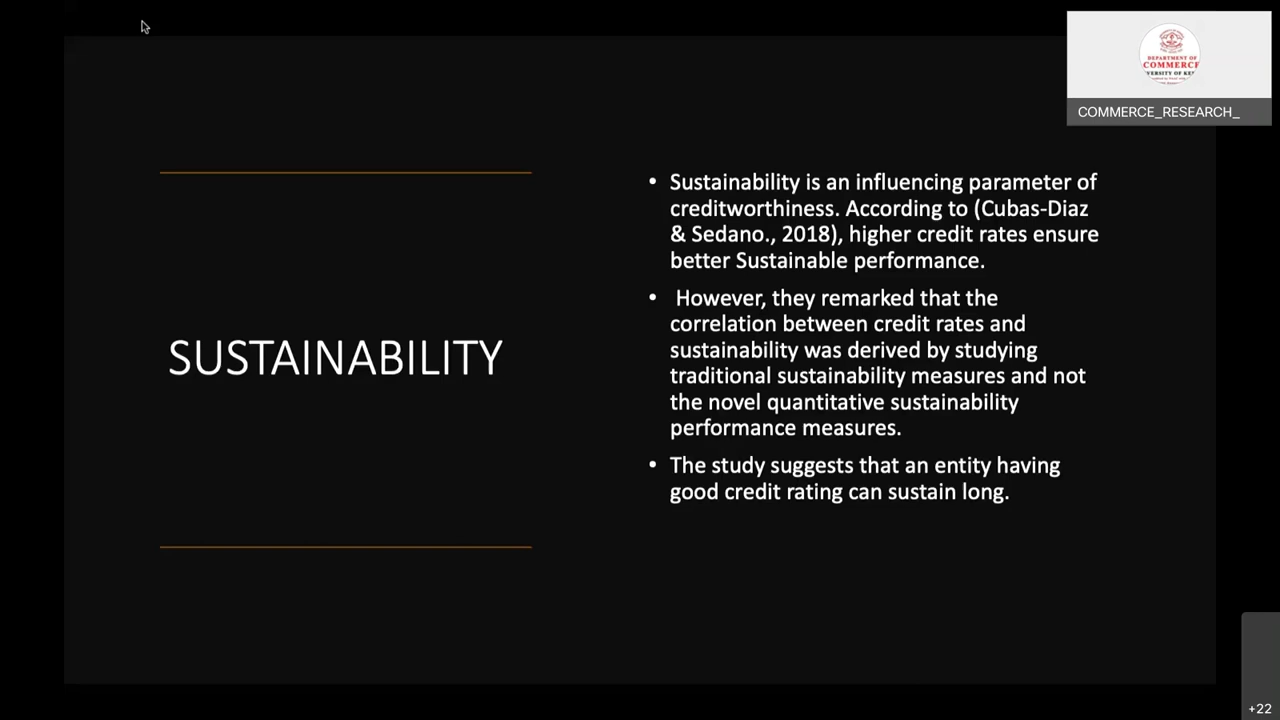 DEPARTMENT OF
COMMERCE
COMMERCE_RESEARCH_
SUSTAINABILITY
• Sustainability is an influencing parameter of
creditworthiness. According to (Cubas-Diaz
& Sedano., 2018), higher credit rates ensure
better Sustainable performance.
• However, they remarked that the
correlation between credit rates and
sustainability was derived by studying
traditional sustainability measures and not
the novel quantitative sustainability
performance measures.
• The study suggests that an entity having
good credit rating can sustain long.
+22